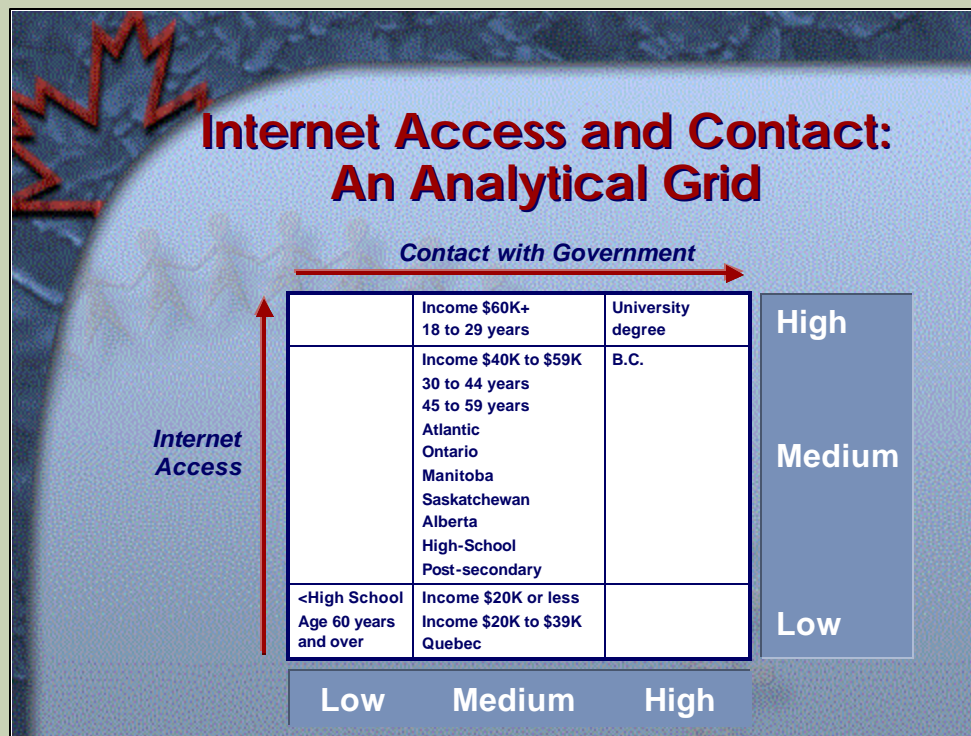 Internet Access and Contact:
An Analytical Grid
Contact with Government
Internet
Access
Income $60K+
18 to 29 years
University
degree
Income $40K to $59K
30 to 44 years
45 to 59 years
Atlantic
Ontario
Manitoba
Saskatchewan
Alberta
High-School
Post-secondary
B.C.
<High School
Age 60 years
and over
Income $20K or less
Income $20K to $39K
Quebec
High
Medium
Low
Low Medium High